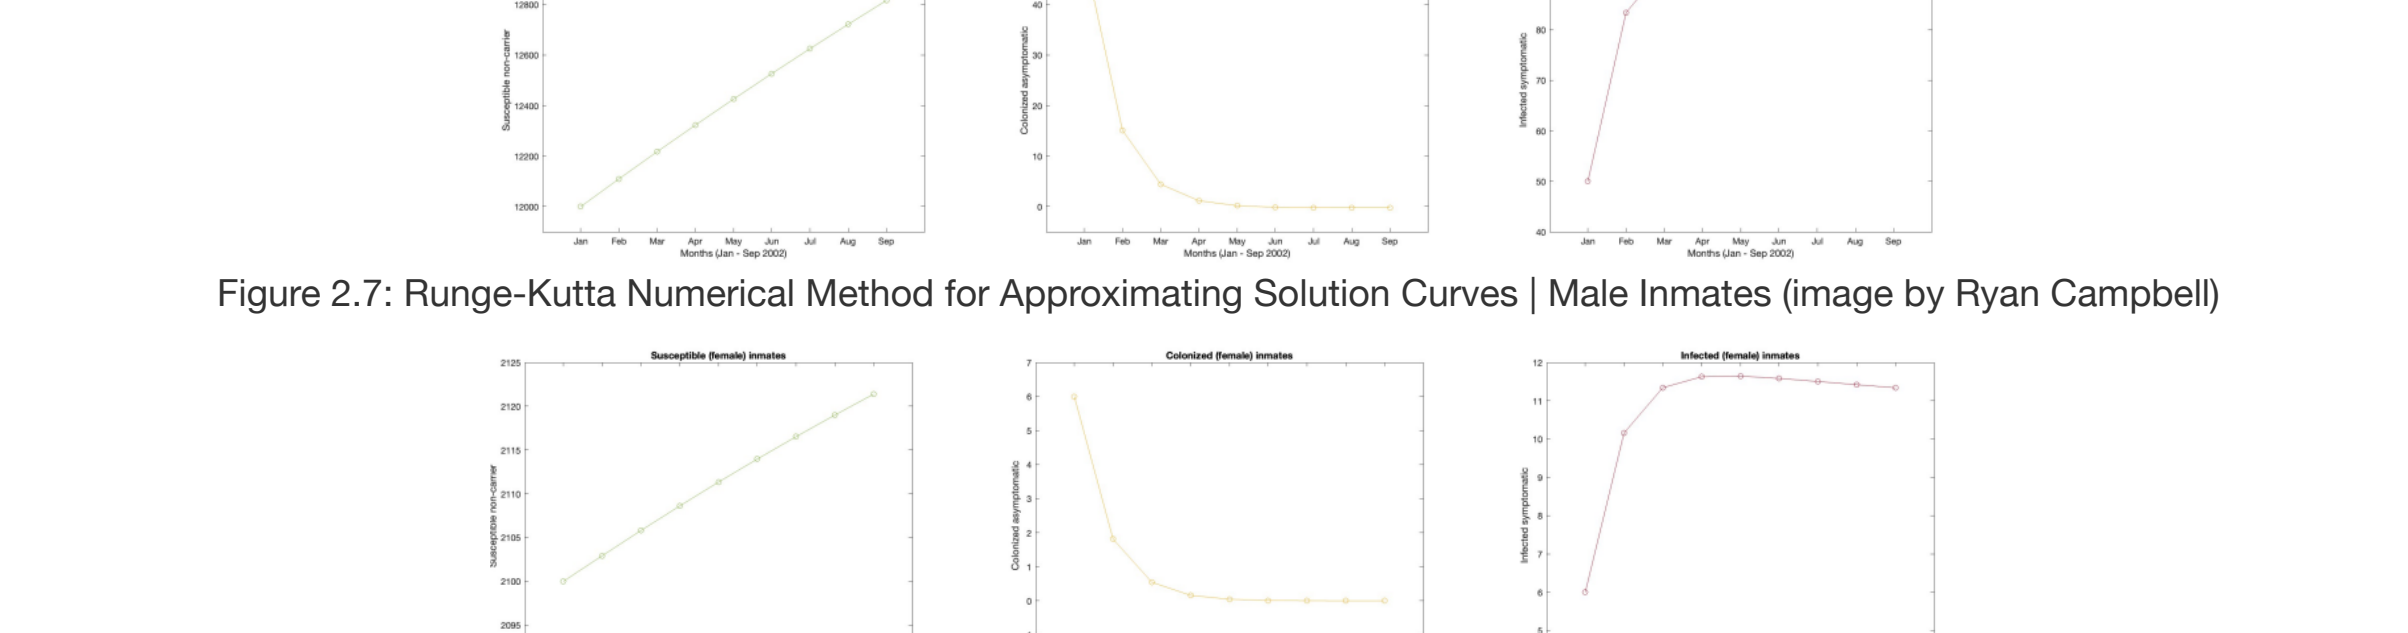 12800
12600
12400
12200
12000
Susceptible non-carrier
Jan Feb Mar Apr May Jun Jul Aug Sep
Months (Jan - Sep 2002)
40
30
20
10
0
Colonized asymptomatic
Jan Feb Mar Apr May Jun Jul Aug Sep
Months (Jan - Sep 2002)
80
70
60
50
40
Infected symptomatic
Jan Feb Mar Apr May Jun Jul Aug Sep
Months (Jan - Sep 2002)
Figure 2.7: Runge-Kutta Numerical Method for Approximating Solution Curves | Male Inmates (image by Ryan Campbell)
Susceptible (female) inmates
2125
2120
2115
2110
2105
2100
2095
Susceptible non-carrier
Colonized (female) inmates
7
6
5
4
3
2
1
0
Colonized asymptomatic
Infected (female) inmates
12
11
10
9
8
7
6
5
Infected symptomatic